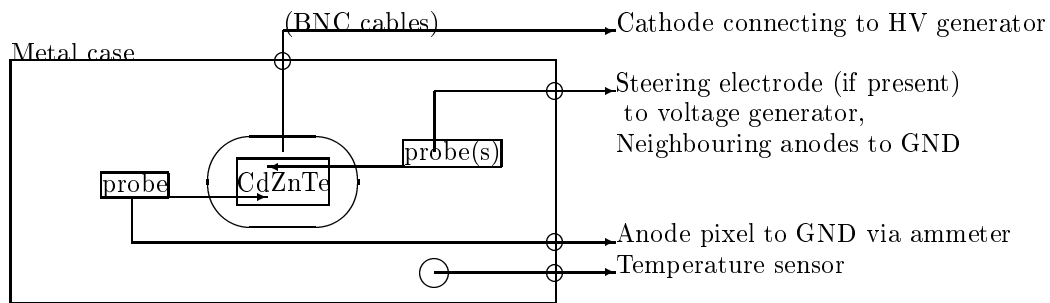 (BNC cables)
Cathode connecting to HV generator
Metal case
Steering electrode (if present)
to voltage generator,
Neighbouring anodes to GND
probe(s)
CdZnTe
probe
Anode pixel to GND via ammeter
Temperature sensor